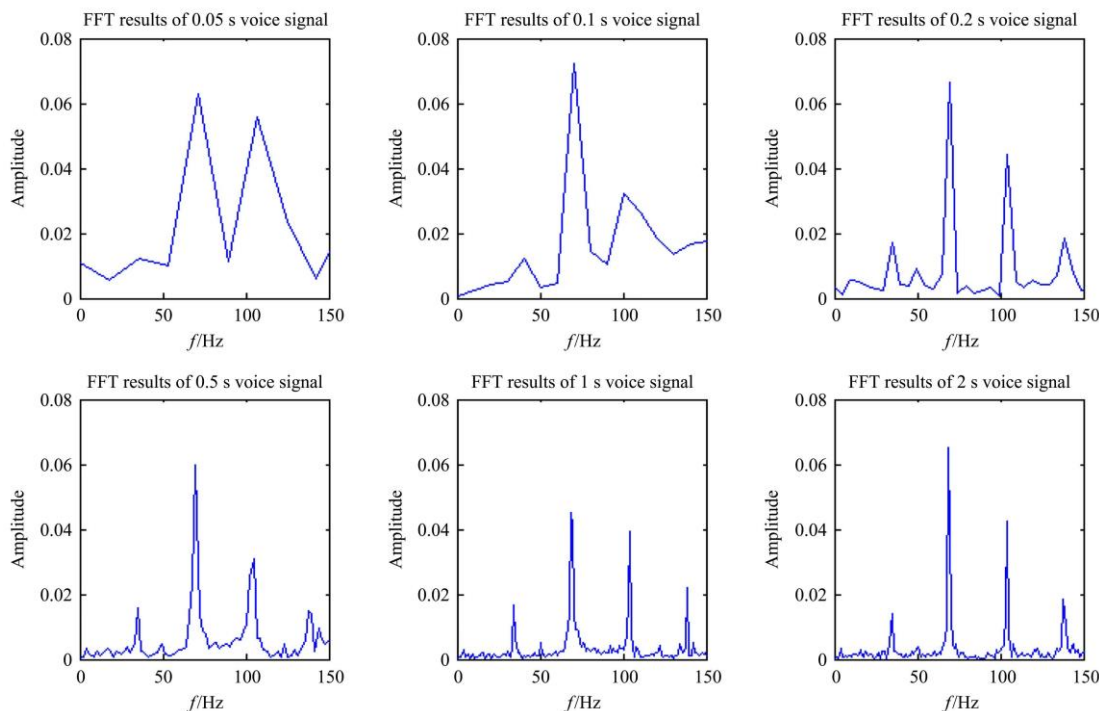 FFT results of 0.05 s voice signal
0.08
0.06
0.04
0.02
0
Amplitude
0 50 100 150
f/Hz
FFT results of 0.1 s voice signal
0.08
0.06
0.04
0.02
0
Amplitude
0 50 100 150
f/Hz
FFT results of 0.2 s voice signal
0.08
0.06
0.04
0.02
0
Amplitude
0 50 100 150
f/Hz
FFT results of 0.5 s voice signal
0.08
0.06
0.04
0.02
0
Amplitude
0 50 100 150
f/Hz
FFT results of 1 s voice signal
0.08
0.06
0.04
0.02
0
Amplitude
0 50 100 150
f/Hz
FFT results of 2 s voice signal
0.08
0.06
0.04
0.02
0
Amplitude
0 50 100 150
f/Hz